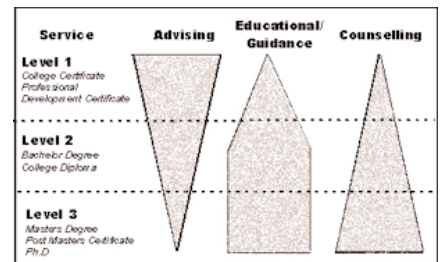 Service
Advising
Educational/
Guidance
Counselling
Level 1
College Certificate
Professional
Development Certificate
Level 2
Bachelor Degree
College Diploma
Level 3
Masters Degree
Post Masters Certificate
Ph.D